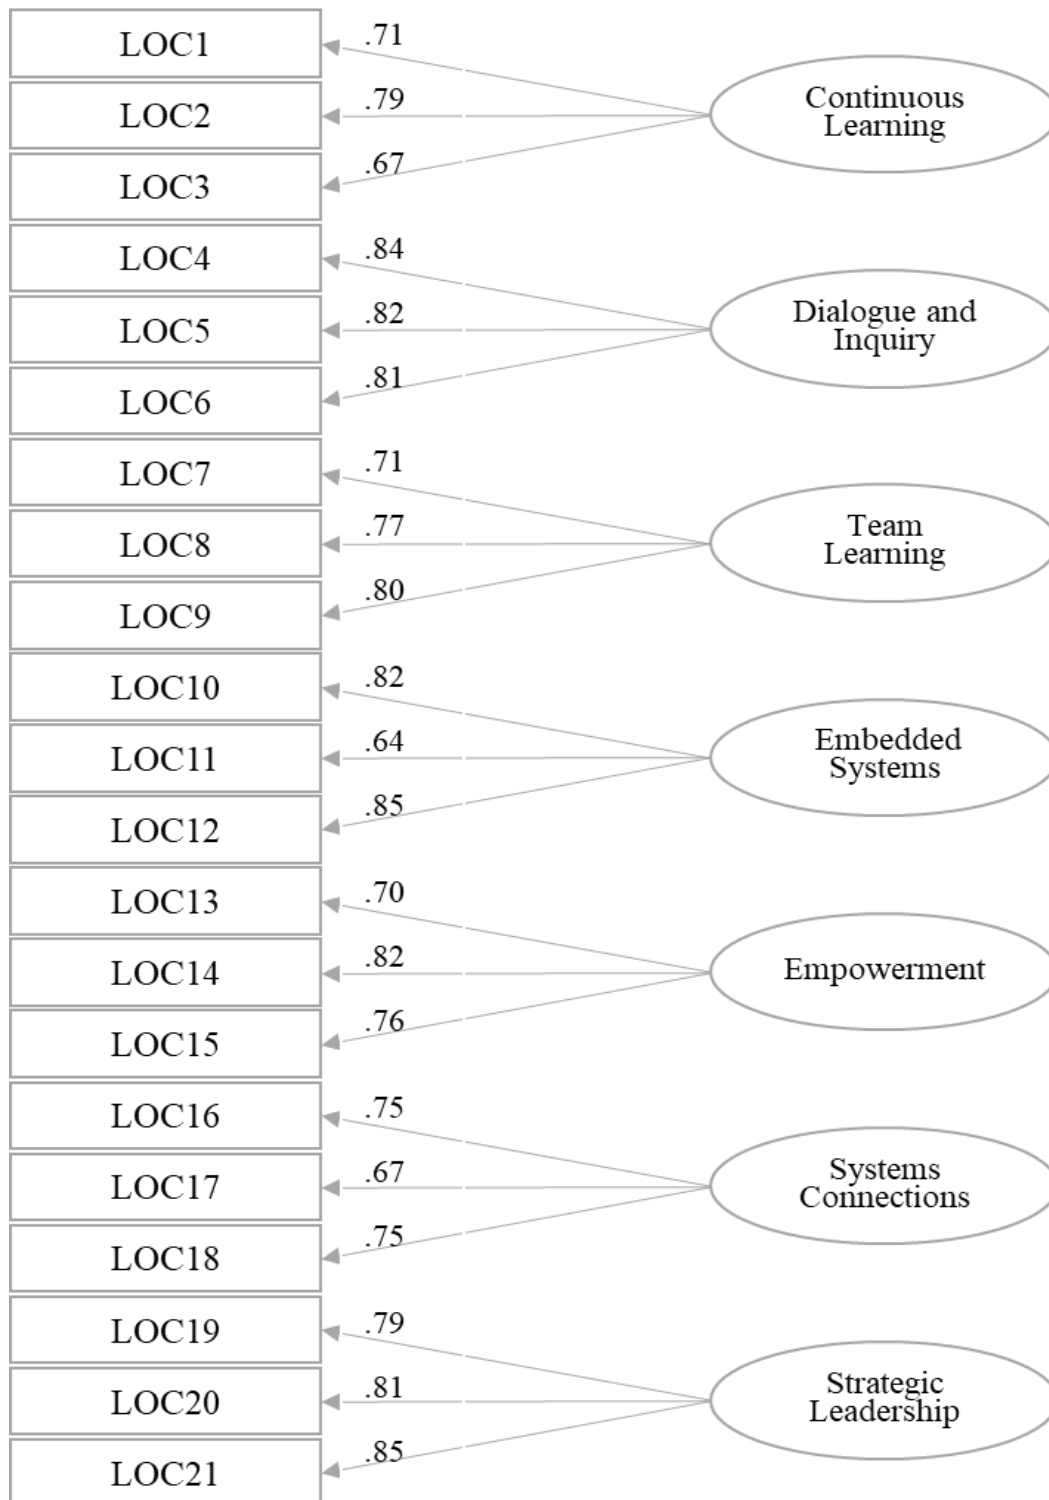 LOC1
.71
LOC2
.79
LOC3
.67
Continuous
Learning
LOC4
.84
LOC5
.82
LOC6
.81
Dialogue and
Inquiry
LOC7
.71
LOC8
.77
LOC9
.80
Team
Learning
LOC10
.82
LOC11
.64
LOC12
.85
Embedded
Systems
LOC13
.70
LOC14
.82
LOC15
.76
Empowerment
LOC16
.75
LOC17
.67
LOC18
.75
Systems
Connections
LOC19
.79
LOC20
.81
LOC21
.85
Strategic
Leadership